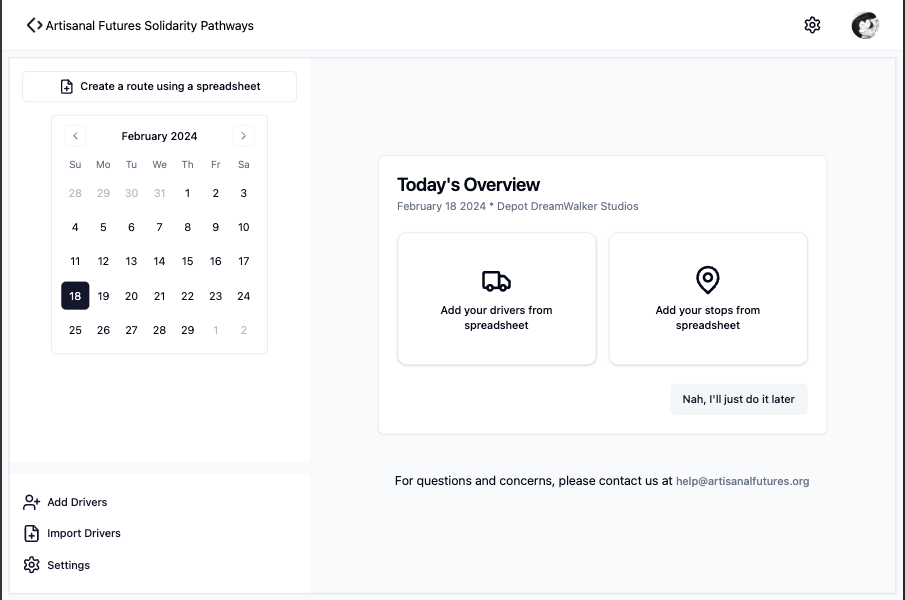 Artisanal Futures Solidarity Pathways
Create a route using a spreadsheet
February 2024
Su Mo Tu We Th Fr Sa
28 29 30 31 1 2 3
4 5 6 7 8 9 10
11 12 13 14 15 16 17
18 19 20 21 22 23 24
25 26 27 28 29 1 2
Add Drivers
Import Drivers
Settings
Today's Overview
February 18 2024 * Depot DreamWalker Studios
Add your drivers from
spreadsheet
Add your stops from
spreadsheet
Nah, I'll just do it later
For questions and concerns, please contact us at help@artisanalfutures.org